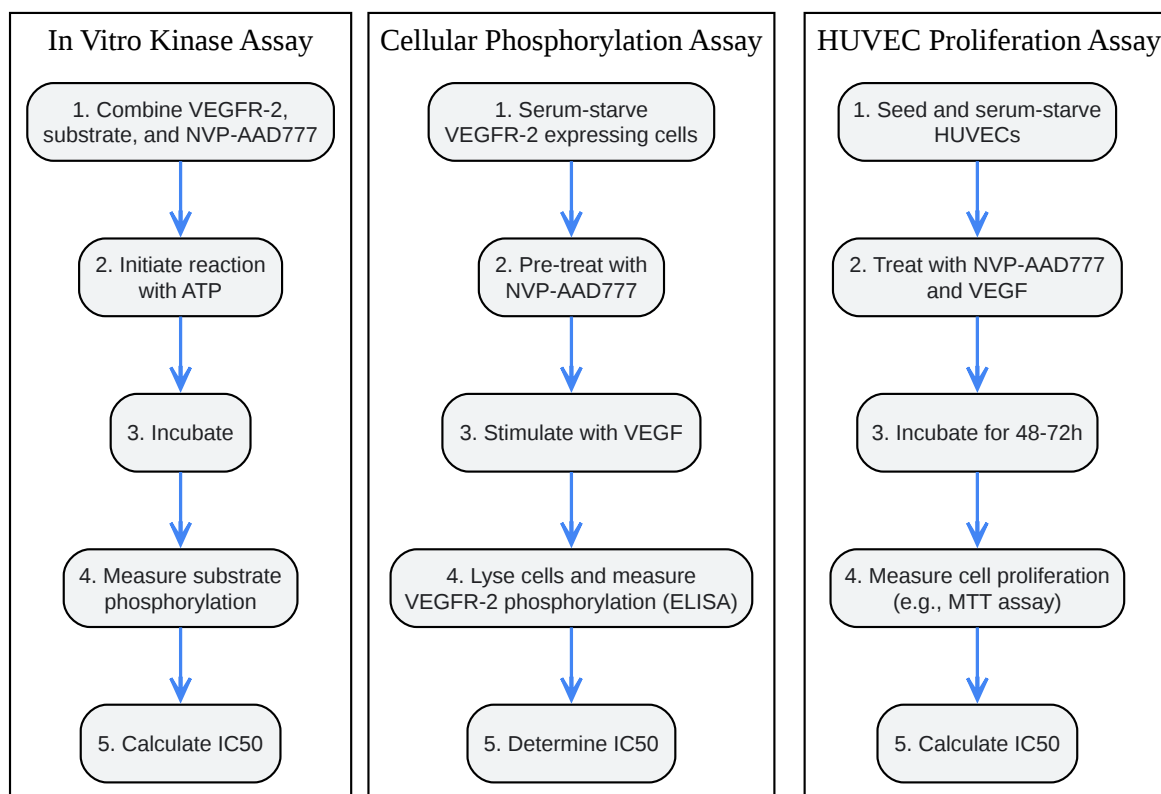 In Vitro Kinase Assay
1. Combine VEGFR-2,
substrate, and NVP-AAD777
2. Initiate reaction
with ATP
3. Incubate
4. Measure substrate
phosphorylation
5. Calculate IC50
Cellular Phosphorylation Assay
1. Serum-starve
VEGFR-2 expressing cells
2. Pre-treat with
NVP-AAD777
3. Stimulate with VEGF
4. Lyse cells and measure
VEGFR-2 phosphorylation (ELISA)
5. Determine IC50
HUVEC Proliferation Assay
1. Seed and serum-starve
HUVECs
2. Treat with NVP-AAD777
and VEGF
3. Incubate for 48-72h
4. Measure cell proliferation
(e.g., MTT assay)
5. Calculate IC50